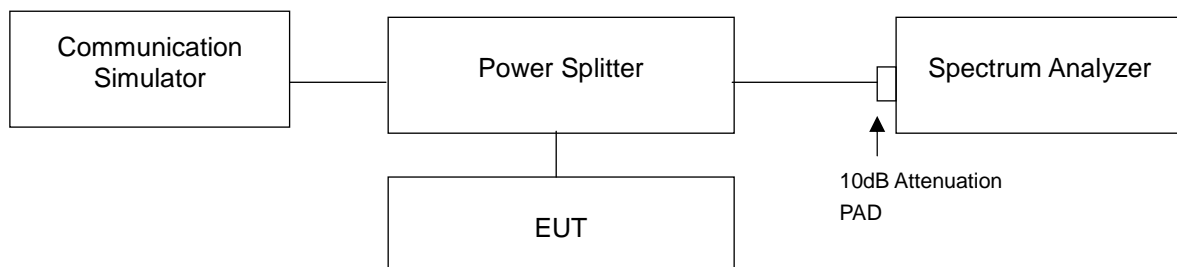 Communication
Simulator
Power Splitter
Spectrum Analyzer
10dB Attenuation
PAD
EUT